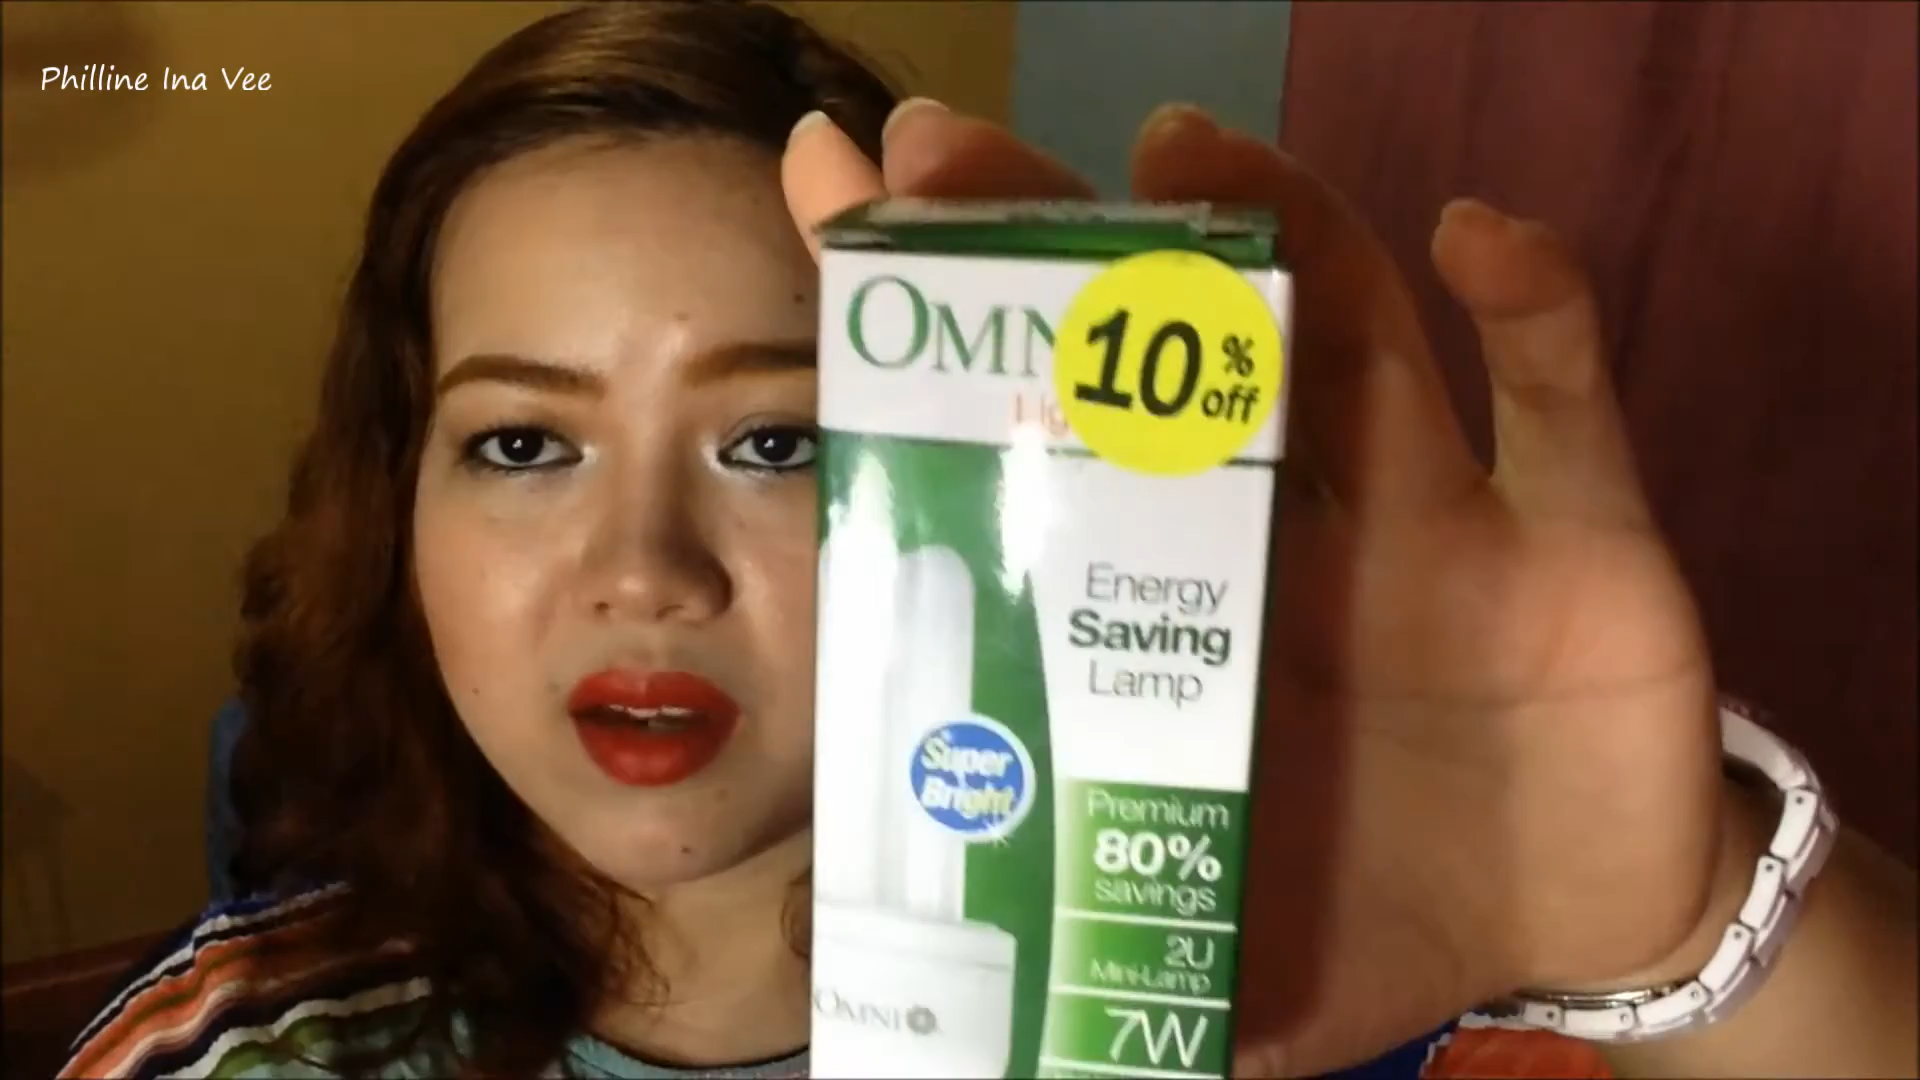 Philline Ina Vee
OMN
10% off
Energy
Saving
Lamp
Super
Bright
Premium
80%
savings
2U
Mini-Lamp
7W
OMNI